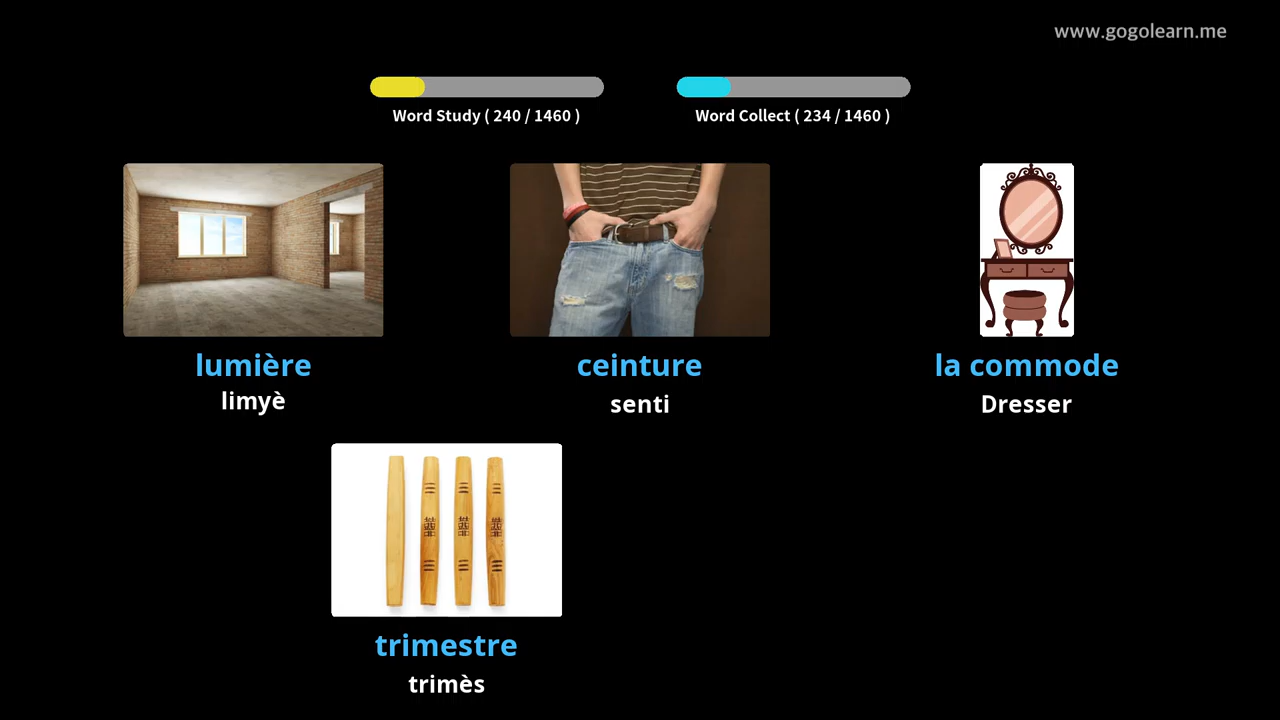 www.gogolearn.me
Word Study ( 240 / 1460 )
Word Collect ( 234 / 1460 )
lumière
limyè
ceinture
senti
la commode
Dresser
trimestre
trimès